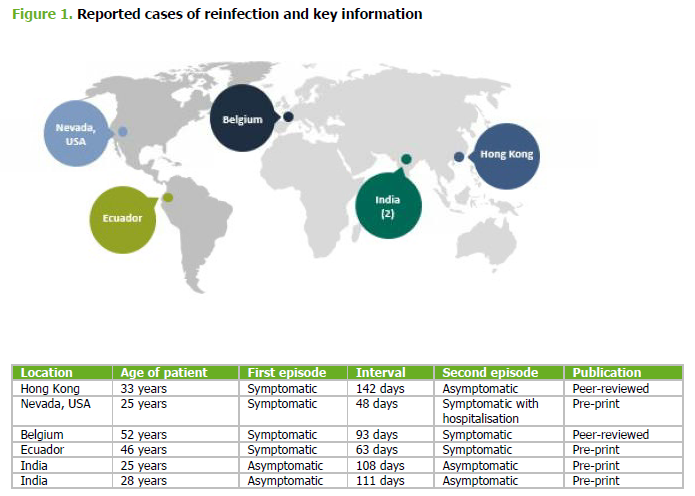 Figure 1. Reported cases of reinfection and key information
Nevada,
USA
Belgium
Hong Kong
India
(2)
Ecuador
Location Age of patient First episode Interval Second episode Publication
Hong Kong 33 years Symptomatic 142 days Asymptomatic Peer-reviewed
Nevada, USA 25 years Symptomatic 48 days Symptomatic with Pre-print
hospitalisation
Belgium 52 years Symptomatic 93 days Symptomatic Peer-reviewed
Ecuador 46 years Symptomatic 63 days Symptomatic Pre-print
India 25 years Asymptomatic 108 days Asymptomatic Pre-print
India 28 years Asymptomatic 111 days Asymptomatic Pre-print